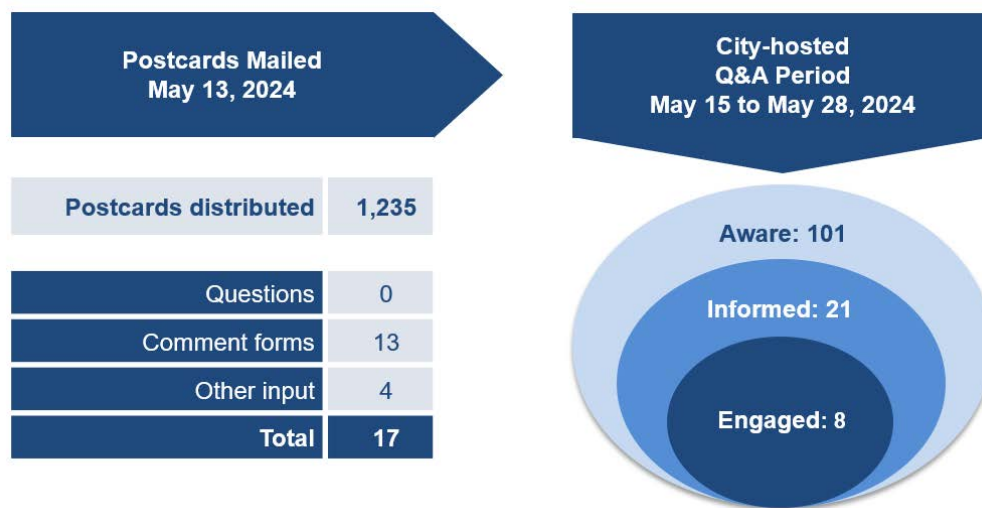 Postcards Mailed
May 13, 2024
City-hosted
Q&A Period
May 15 to May 28, 2024
Postcards distributed 1,235
Questions 0
Comment forms 13
Other input 4
Total 17
Aware: 101
Informed: 21
Engaged: 8